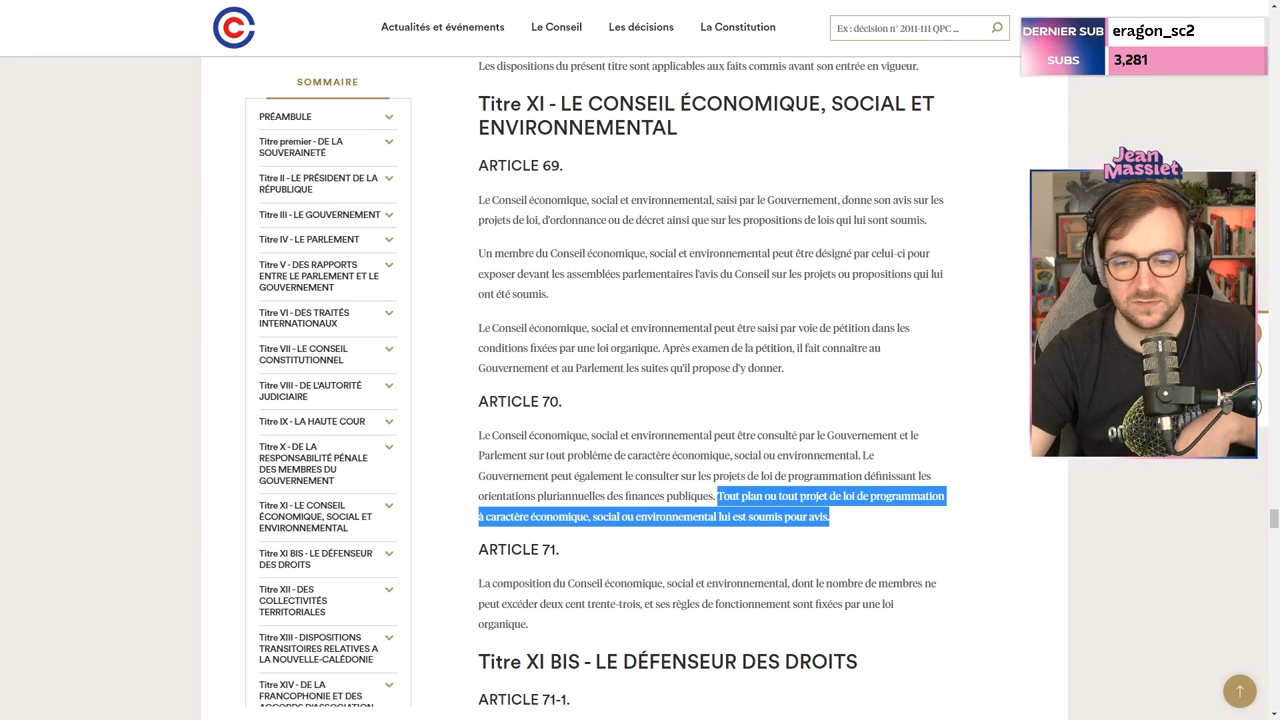 Actualités et événements
Le Conseil
Les décisions
La Constitution
Ex : décision n° 2011-111 QPC ...
DERNIER SUB
eragon_sc2
SUBS
3,281
Jean
Massiet
SOMMAIRE
PRÉAMBULE
Titre premier - DE LA
SOUVERAINETÉ
Titre II - LE PRÉSIDENT DE LA
RÉPUBLIQUE
Titre III - LE GOUVERNEMENT
Titre IV - LE PARLEMENT
Titre V - DES RAPPORTS
ENTRE LE PARLEMENT ET LE
GOUVERNEMENT
Titre VI - DES TRAITÉS
INTERNATIONAUX
Titre VII - LE CONSEIL
CONSTITUTIONNEL
Titre VIII - DE L'AUTORITÉ
JUDICIAIRE
Titre IX - LA HAUTE COUR
Titre X - DE LA
RESPONSABILITÉ PÉNALE
DES MEMBRES DU
GOUVERNEMENT
Titre XI - LE CONSEIL
ÉCONOMIQUE, SOCIAL ET
ENVIRONNEMENTAL
Titre XI BIS - LE DÉFENSEUR
DES DROITS
Titre XII - DES
COLLECTIVITÉS
TERRITORIALES
Titre XIII - DISPOSITIONS
TRANSITOIRES RELATIVES A
LA NOUVELLE-CALÉDONIE
Titre XIV - DE LA
FRANCOPHONIE ET DES
ACCORDS D'ASSOCIATION
Les dispositions du présent titre sont applicables aux faits commis avant son entrée en vigueur.
Titre XI - LE CONSEIL ÉCONOMIQUE, SOCIAL ET
ENVIRONNEMENTAL
ARTICLE 69.
Le Conseil économique, social et environnemental, saisi par le Gouvernement, donne son avis sur les
projets de loi, d'ordonnance ou de décret ainsi que sur les propositions de lois qui lui sont soumis.
Un membre du Conseil économique, social et environnemental peut être désigné par celui-ci pour
exposer devant les assemblées parlementaires l'avis du Conseil sur les projets ou propositions qui lui
ont été soumis.
Le Conseil économique, social et environnemental peut être saisi par voie de pétition dans les
conditions fixées par une loi organique. Après examen de la pétition, il fait connaître au
Gouvernement et au Parlement les suites qu'il propose d'y donner.
ARTICLE 70.
Le Conseil économique, social et environnemental peut être consulté par le Gouvernement et le
Parlement sur tout problème de caractère économique, social ou environnemental. Le
Gouvernement peut également le consulter sur les projets de loi de programmation définissant les
orientations pluriannuelles des finances publiques. Tout plan ou tout projet de loi de programmation
à caractère économique, social ou environnemental lui est soumis pour avis.
ARTICLE 71.
La composition du Conseil économique, social et environnemental, dont le nombre de membres ne
peut excéder deux cent trente-trois, et ses règles de fonctionnement sont fixées par une loi
organique.
Titre XI BIS - LE DÉFENSEUR DES DROITS
ARTICLE 71-1.